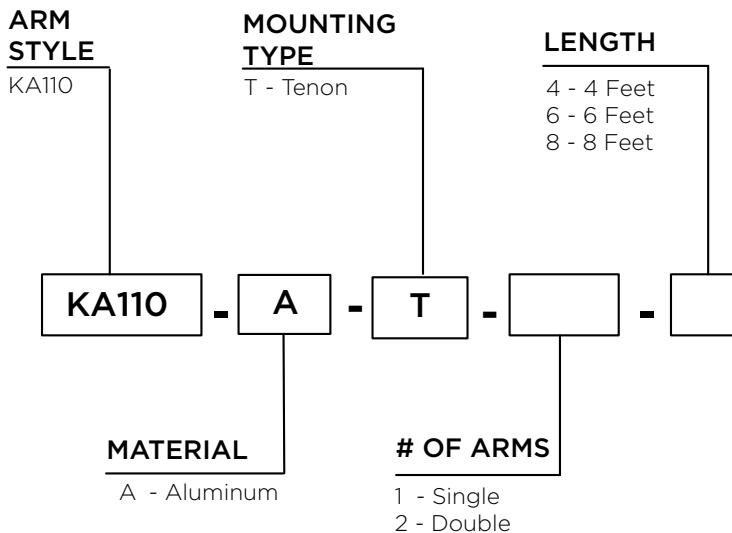 ARM
STYLE
KA110
MOUNTING
TYPE
T - Tenon
LENGTH
4 - 4 Feet
6 - 6 Feet
8 - 8 Feet
KA110 - A - T - -
MATERIAL
A - Aluminum
# OF ARMS
1 - Single
2 - Double